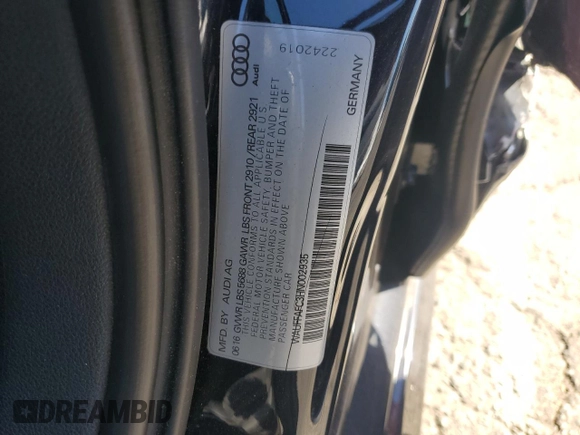 MFD. BY AUDI AG
06.16 GVWR LBS 5688 GAWR LBS FRONT 2910 / REAR 2921
THIS VEHICLE CONFORMS TO ALL APPLICABLE U S
FEDERAL MOTOR VEHICLE SAFETY, BUMPER AND THEFT
PREVENTION STANDARDS IN EFFECT ON THE DATE OF
MANUFACTURE SHOWN ABOVE
PASSENGER CAR
WAUFFAFC3HN002935
GERMANY
Audi
2242019
DREAMBID